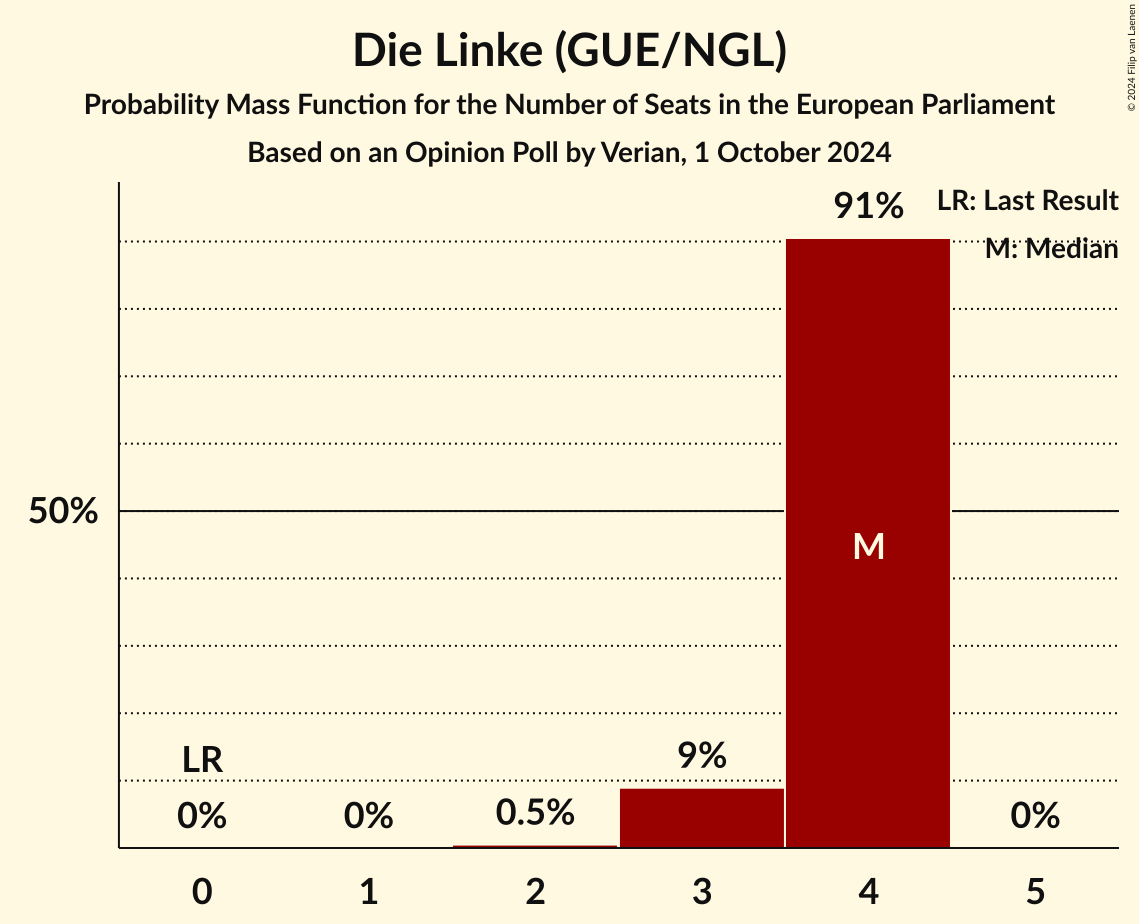 Die Linke (GUE/NGL)
Probability Mass Function for the Number of Seats in the European Parliament
Based on an Opinion Poll by Verian, 1 October 2024
© 2024 Filip van Laenen
LR: Last Result
M: Median
91%
50%
M
LR
9%
0%
0%
0.5%
0%
0
1
2
3
4
5